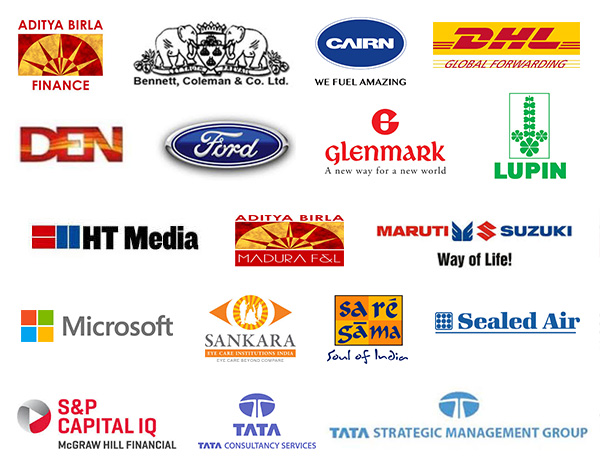 ADITYA BIRLA
FINANCE
Bennett, Coleman & Co. Ltd.
CAIRN
WE FUEL AMAZING
DHL
GLOBAL FORWARDING
DEN
Ford
glenmark
A new way for a new world
LUPIN
HT Media
ADITYA BIRLA
MADURA F&L
MARUTI SUZUKI
Way of Life!
Microsoft
SANKARA
EYE CARE INSTITUTIONS INDIA
EYE CARE BEYOND COMPARE
sa ré
gāma
Soul of India
Sealed Air
S&P
CAPITAL IQ
McGRAW HILL FINANCIAL
TATA
TATA CONSULTANCY SERVICES
TATA STRATEGIC MANAGEMENT GROUP